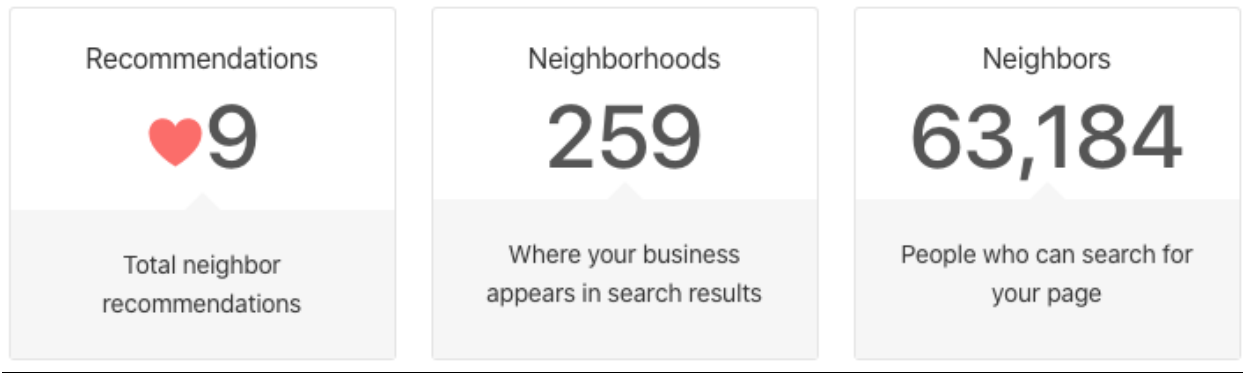 Recommendations
9
Total neighbor
recommendations
Neighborhoods
259
Where your business
appears in search results
Neighbors
63,184
People who can search for
your page